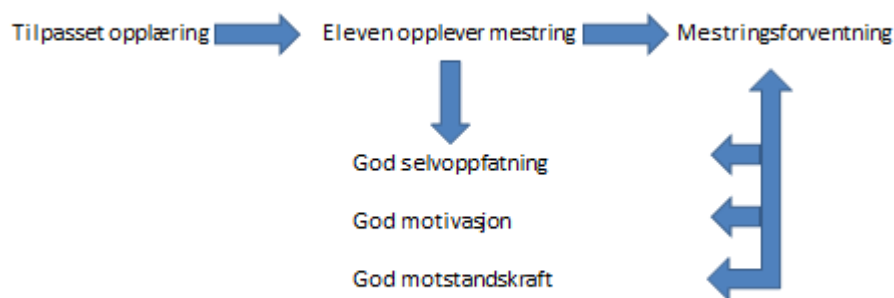 Tilpasset opplæring
Eleven opplever mestring
Mestringsforventning
God selvoppfatning
God motivasjon
God motstandskraft